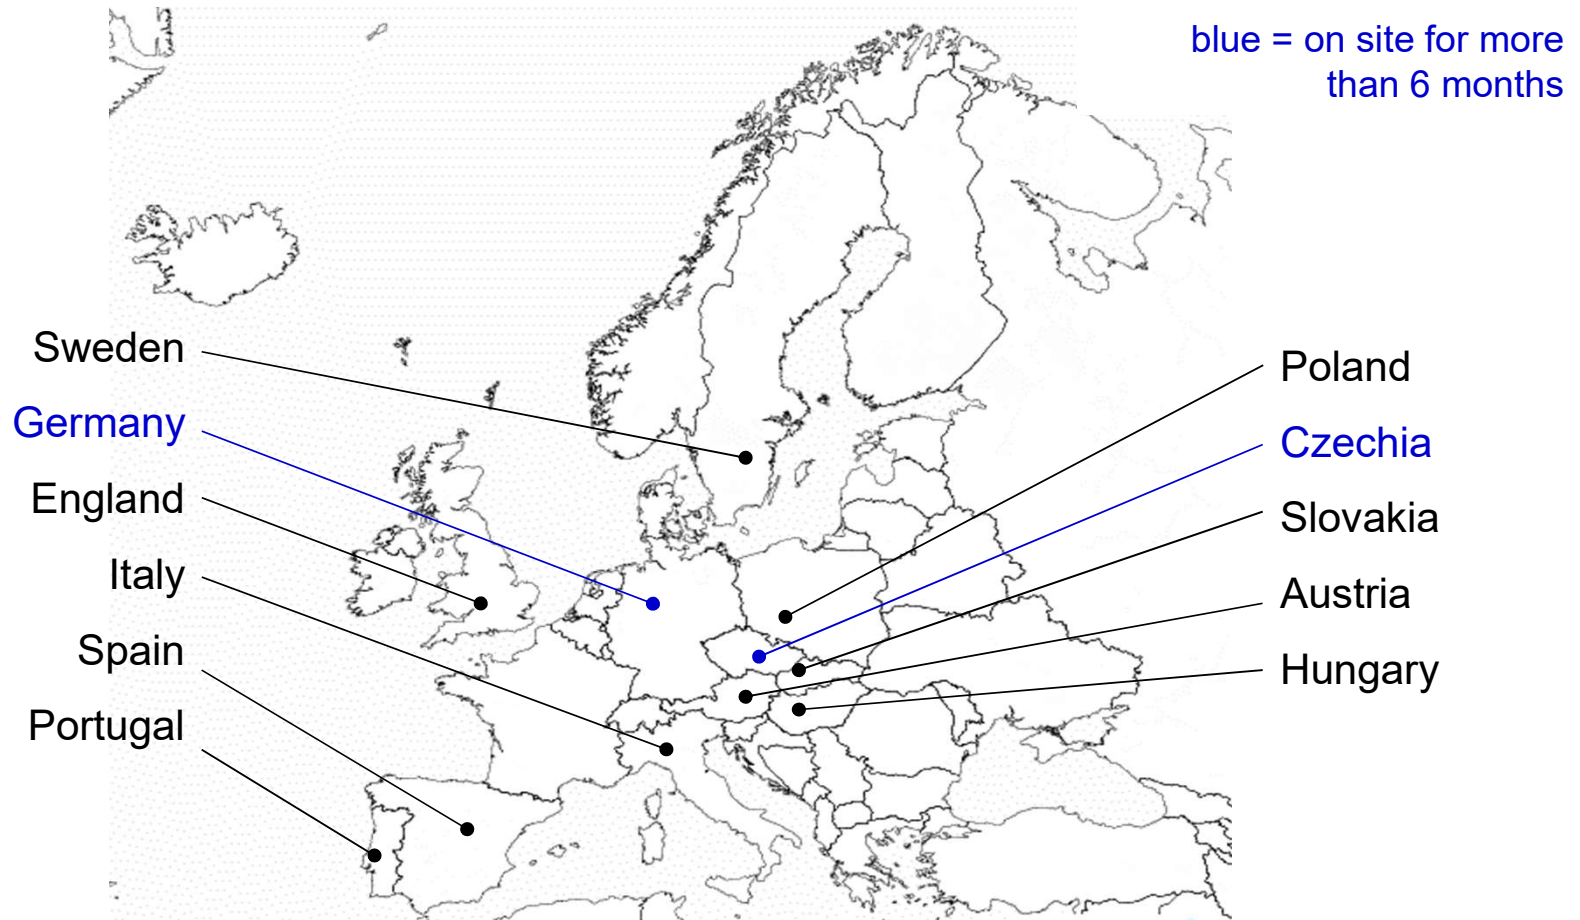 blue = on site for more
than 6 months
Sweden
Germany
England
Italy
Spain
Portugal
Poland
Czechia
Slovakia
Austria
Hungary